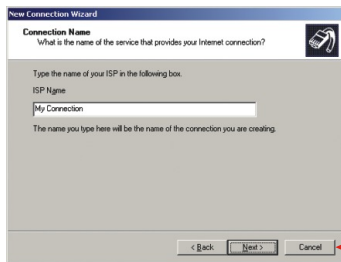 New Connection Wizard
Connection Name
What is the name of the service that provides your Internet connection?
Type the name of your ISP in the following box.
ISP Name
My Connection
The name you type here will be the name of the connection you are creating.
< Back
Next >
Cancel